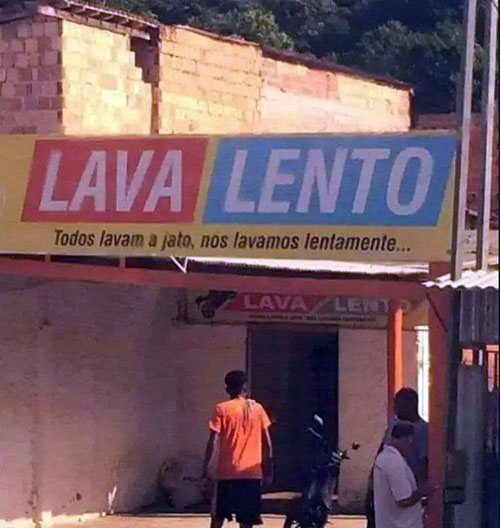 LAVA LENTO
Todos lavam a jato, nos lavamos lentamente...
LAVA LENTO